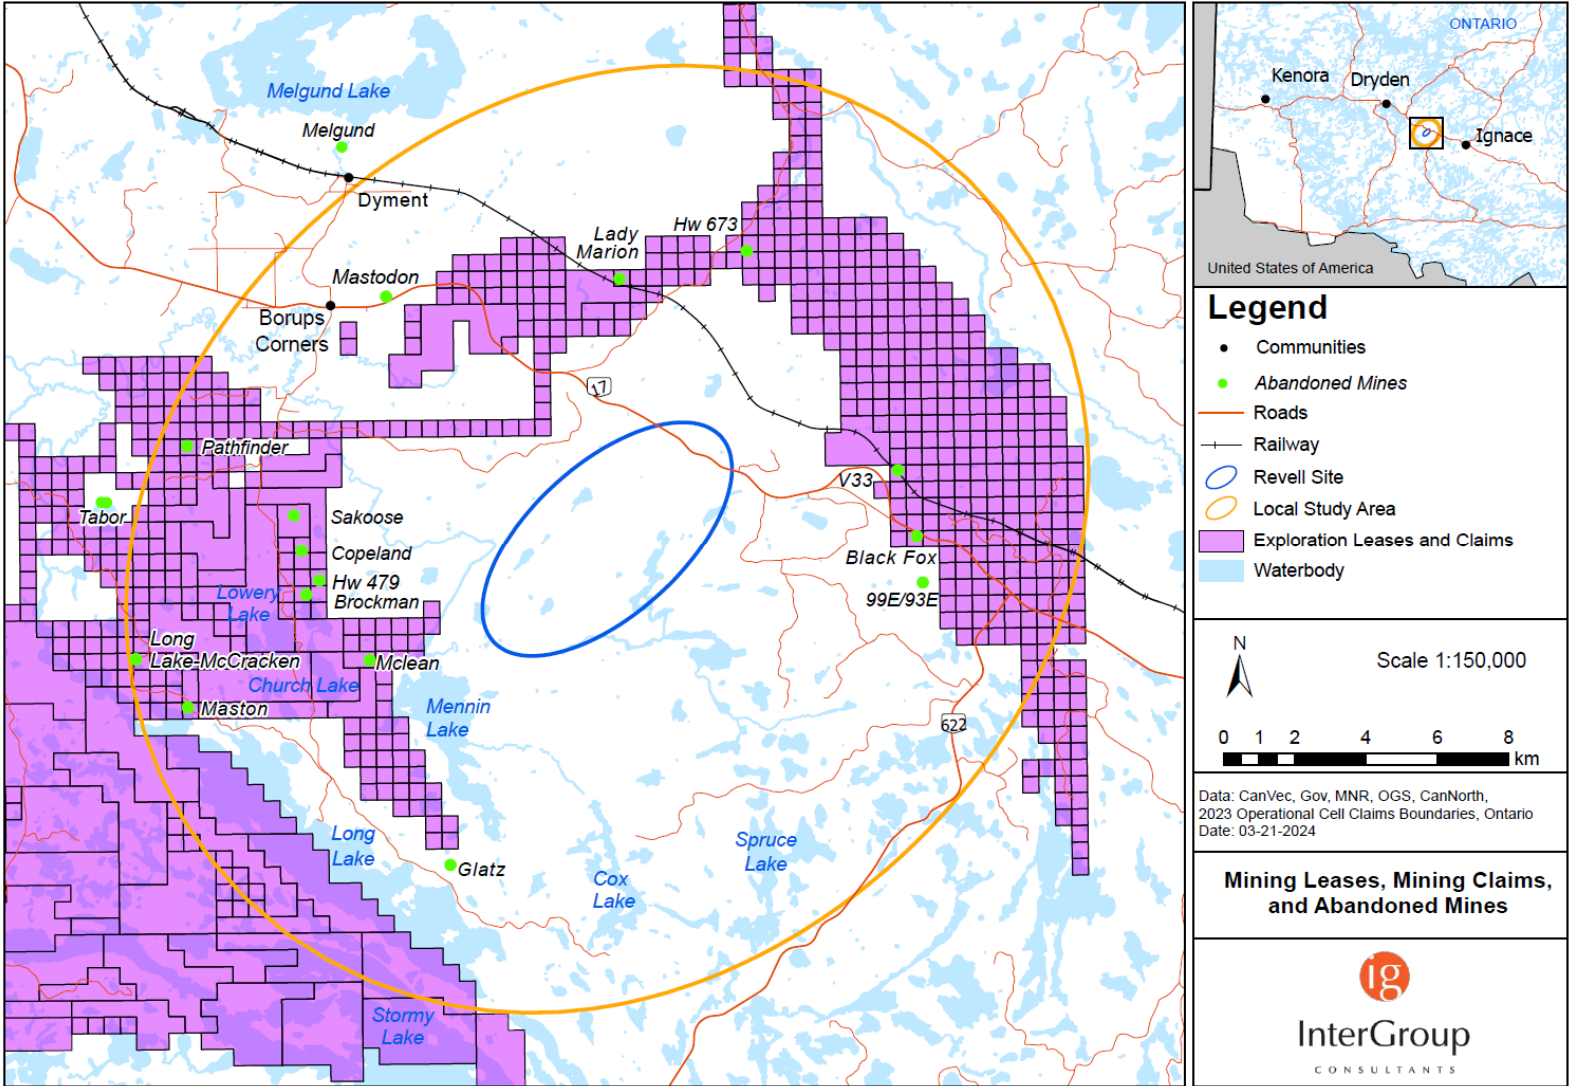 Melgund Lake
Melgund
Dyment
Hw 673
Lady
Marion
Mastodon
Borups
Corners
17
Pathfinder
V33
Tabor
Sakoose
Copeland
Black Fox
Hw 479
Brockman
99E/93E
Lowery
Lake
Long
Lake-McCracken
Mclean
Church Lake
Maston
Mennin
Lake
622
Long
Lake
Spruce
Lake
Glatz
Cox
Lake
Stormy
Lake
ONTARIO
Kenora
Dryden
Ignace
United States of America
Legend
Communities
Abandoned Mines
Roads
Railway
Revell Site
Local Study Area
Exploration Leases and Claims
Waterbody
N
Scale 1:150,000
0 1 2 4 6 8
km
Data: CanVec, Gov, MNR, OGS, CanNorth,
2023 Operational Cell Claims Boundaries, Ontario
Date: 03-21-2024
Mining Leases, Mining Claims,
and Abandoned Mines
ig
InterGroup
CONSULTANTS